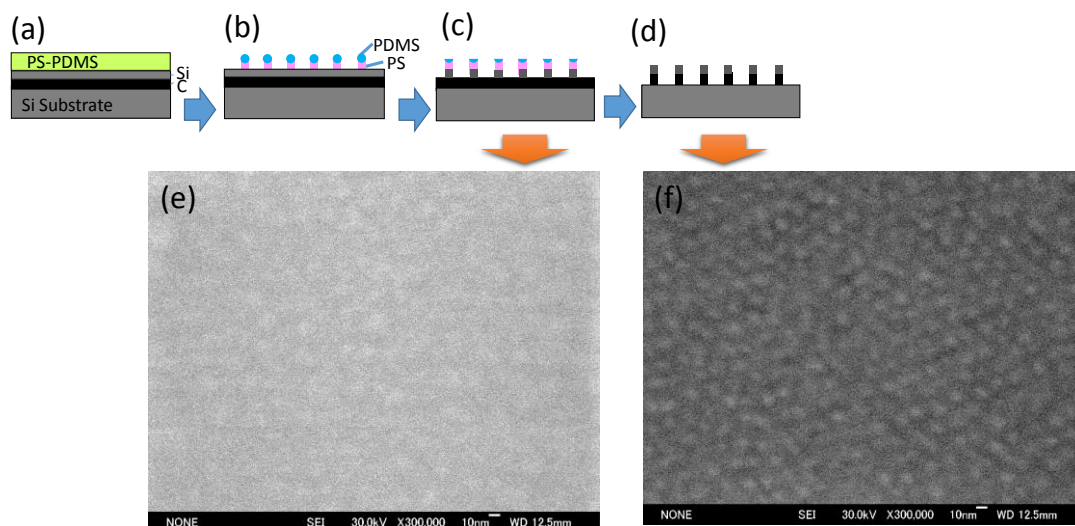 (a)
(b)
(c)
(d)
PS-PDMS
Si
C
Si Substrate
PDMS
PS
(e)
(f)
NONE SEI 30.0kV X300,000 10nm WD 12.5mm
NONE SEI 30.0kV X300,000 10nm WD 12.5mm